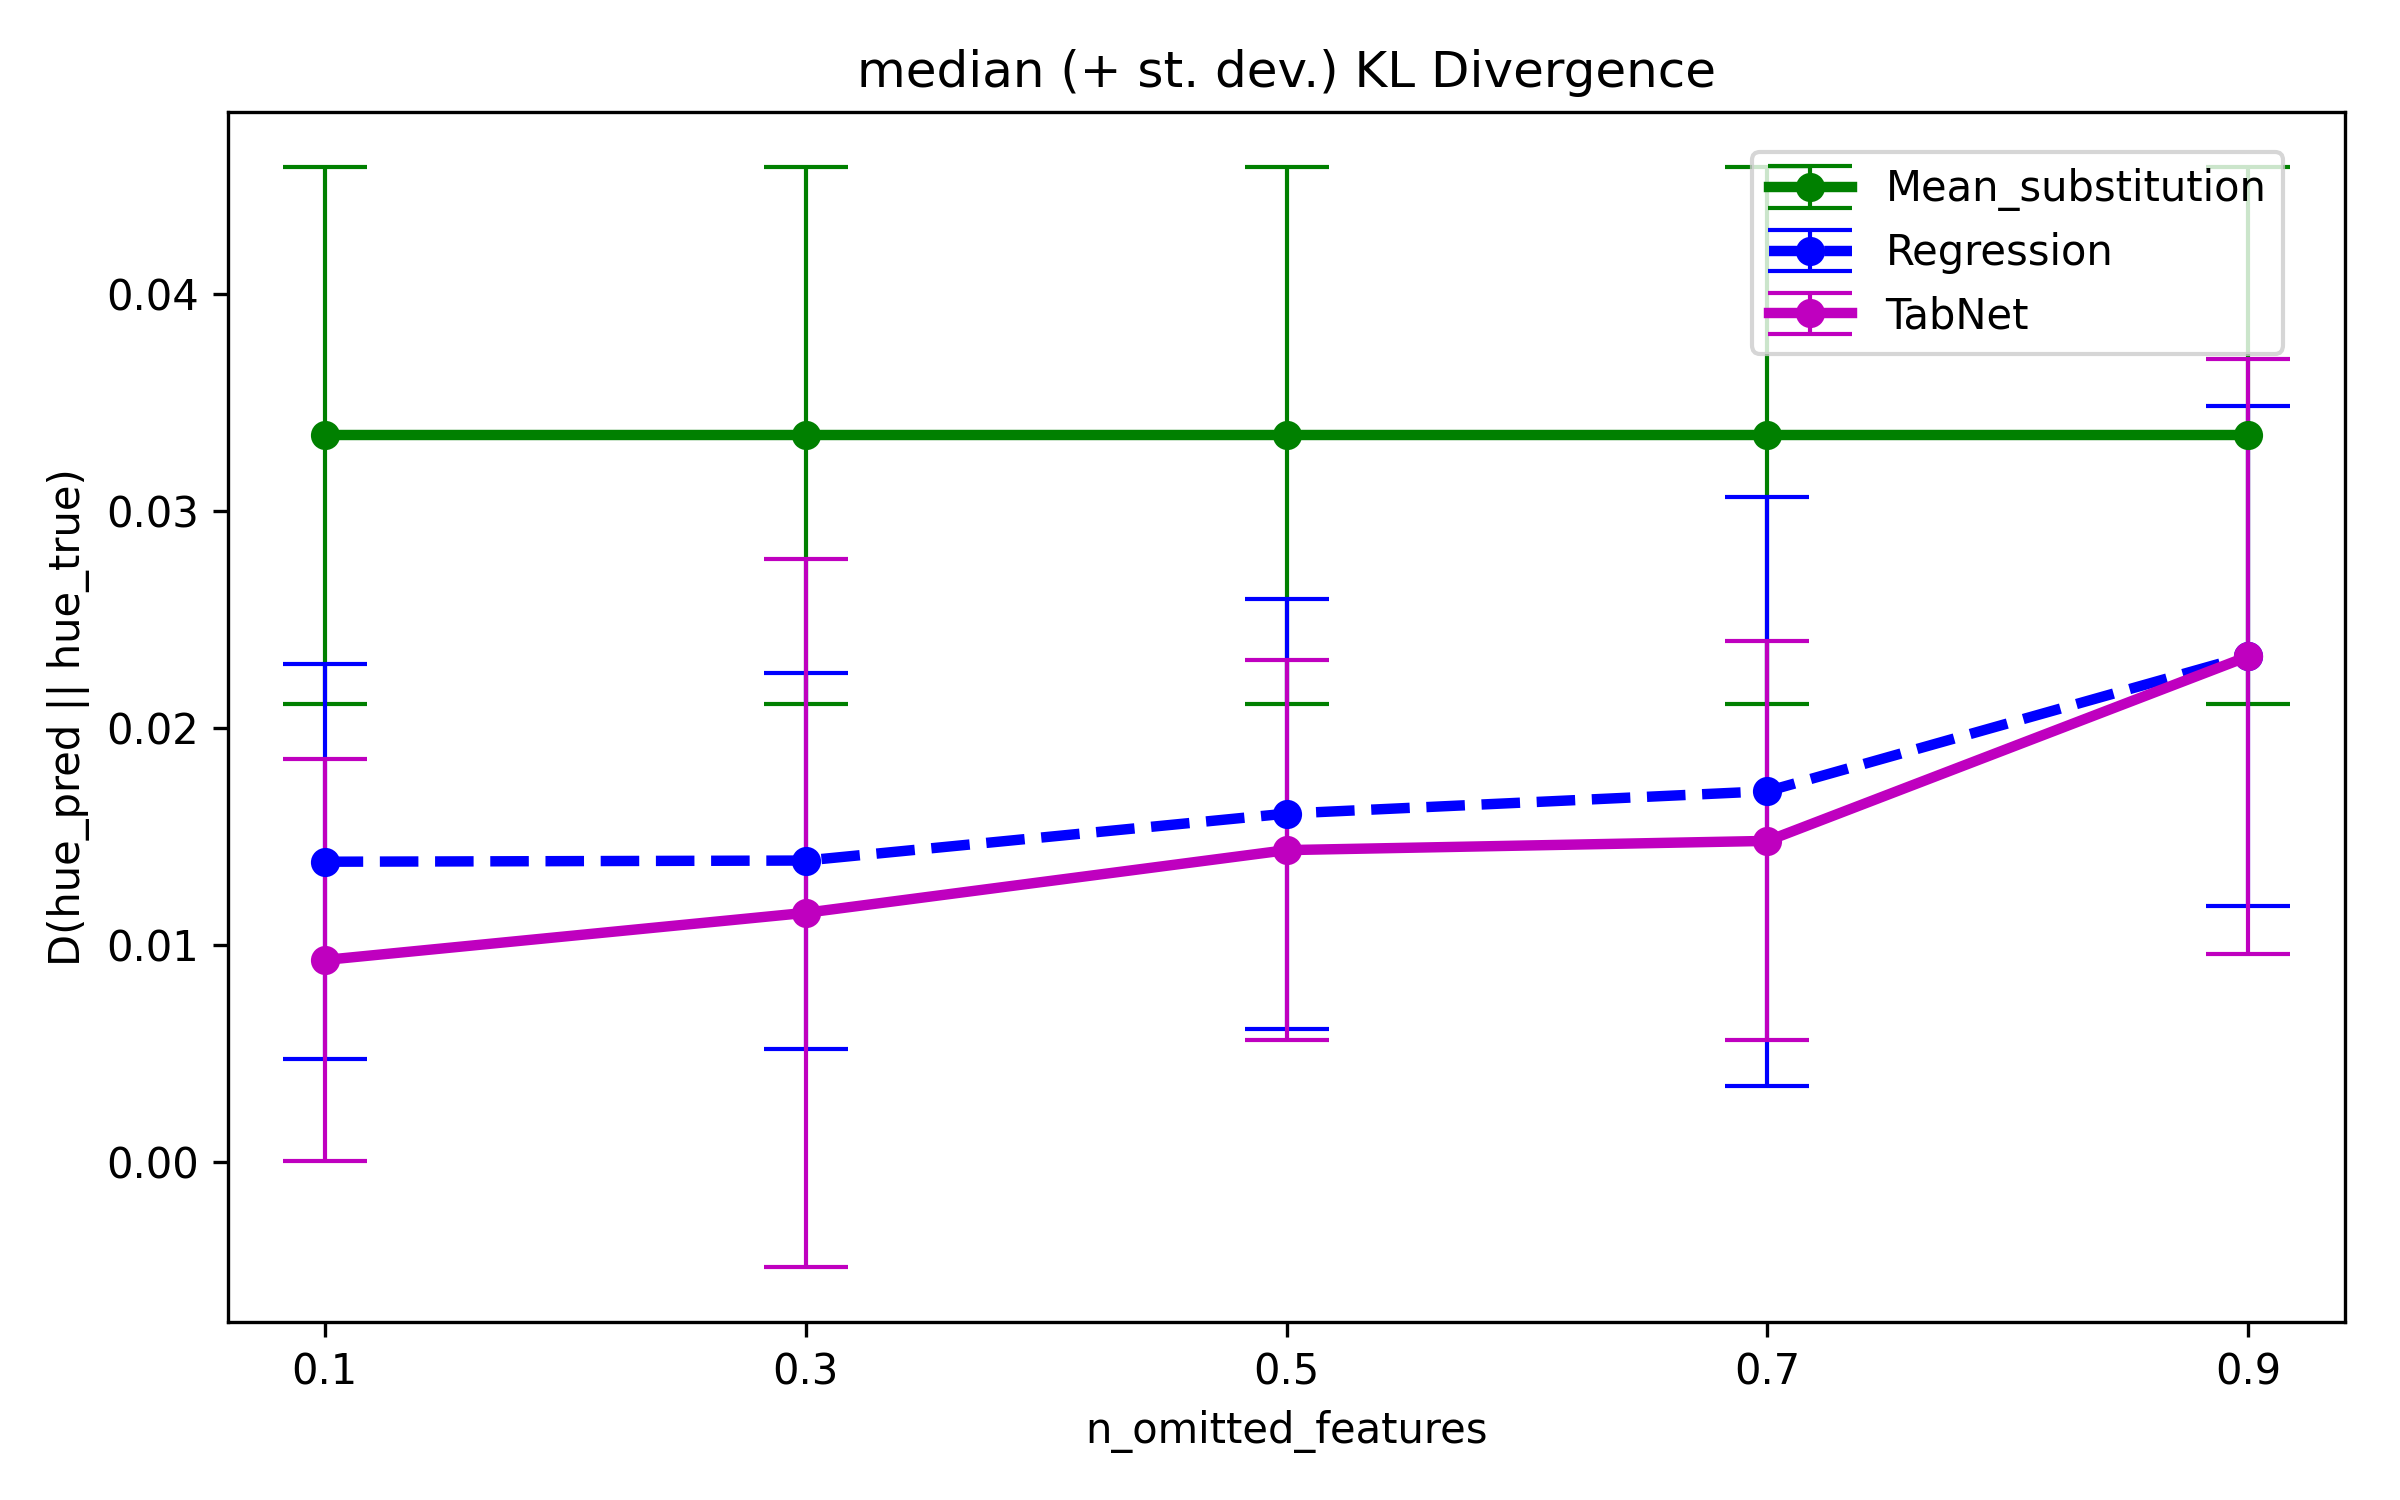 median (+ st. dev.) KL Divergence
Mean_substitution
Regression
TabNet
D(hue_pred || hue_true)
0.04
0.03
0.02
0.01
0.00
0.1 0.3 0.5 0.7 0.9
n_omitted_features